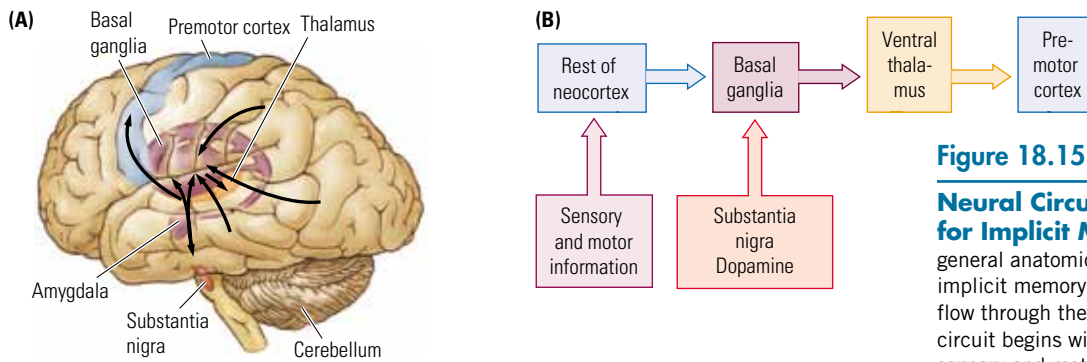 (A)
Basal
ganglia
Premotor cortex
Thalamus
Amygdala
Substantia
nigra
Cerebellum
(B)
Rest of
neocortex
Basal
ganglia
Ventral
thala-
mus
Pre-
motor
cortex
Sensory
and motor
information
Substantia
nigra
Dopamine
Figure 18.15
Neural Circu
for Implicit M
general anatomic
implicit memory
flow through the
circuit begins wi